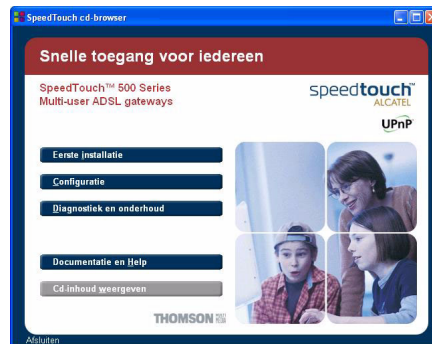 SpeedTouch cd-browser
Snelle toegang voor iedereen
SpeedTouch™ 500 Series
Multi-user ADSL gateways
speedtouch™
ALCATEL
UPnP
Eerste installatie
Configuratie
Diagnostiek en onderhoud
Documentatie en Help
Cd-inhoud weergeven
THOMSON
Afsluiten